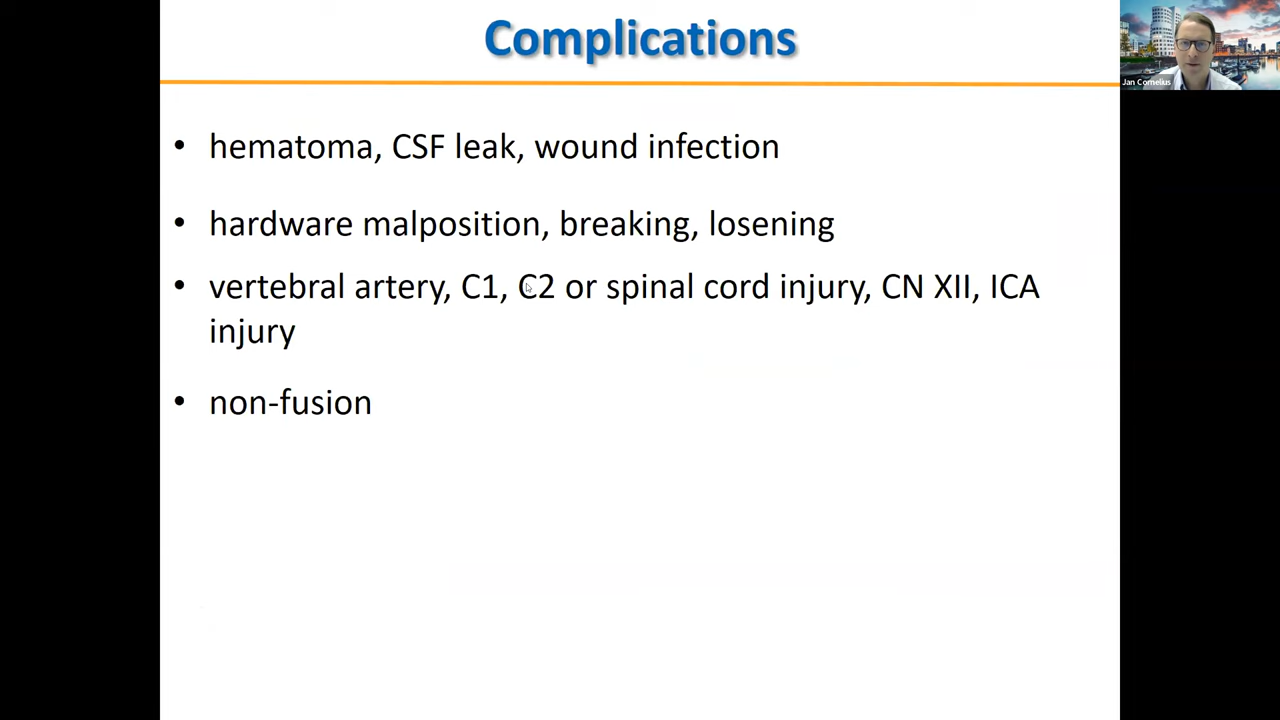 Complications
Jan Cornelius
• hematoma, CSF leak, wound infection
• hardware malposition, breaking, losening
• vertebral artery, C1, C2 or spinal cord injury, CN XII, ICA
injury
• non-fusion